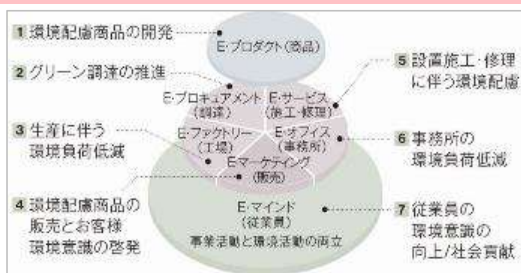 1 環境配慮商品の開発
E・プロダクト(商品)
2 グリーン調達の推進
E・プロキュアメント
(調達)
E・サービス
(施工・修理)
5 設置施工・修理
に伴う環境配慮
3 生産に伴う
環境負荷低減
E・ファクトリー
(工場)
E・オフィス
(事務所)
6 事務所の
環境負荷低減
E・マーケティング
(販売)
4 環境配慮商品の
販売とお客様
環境意識の啓発
E・マインド
(従業員)
事業活動と環境活動の両立
7 従業員の
環境意識の
向上/社会貢献